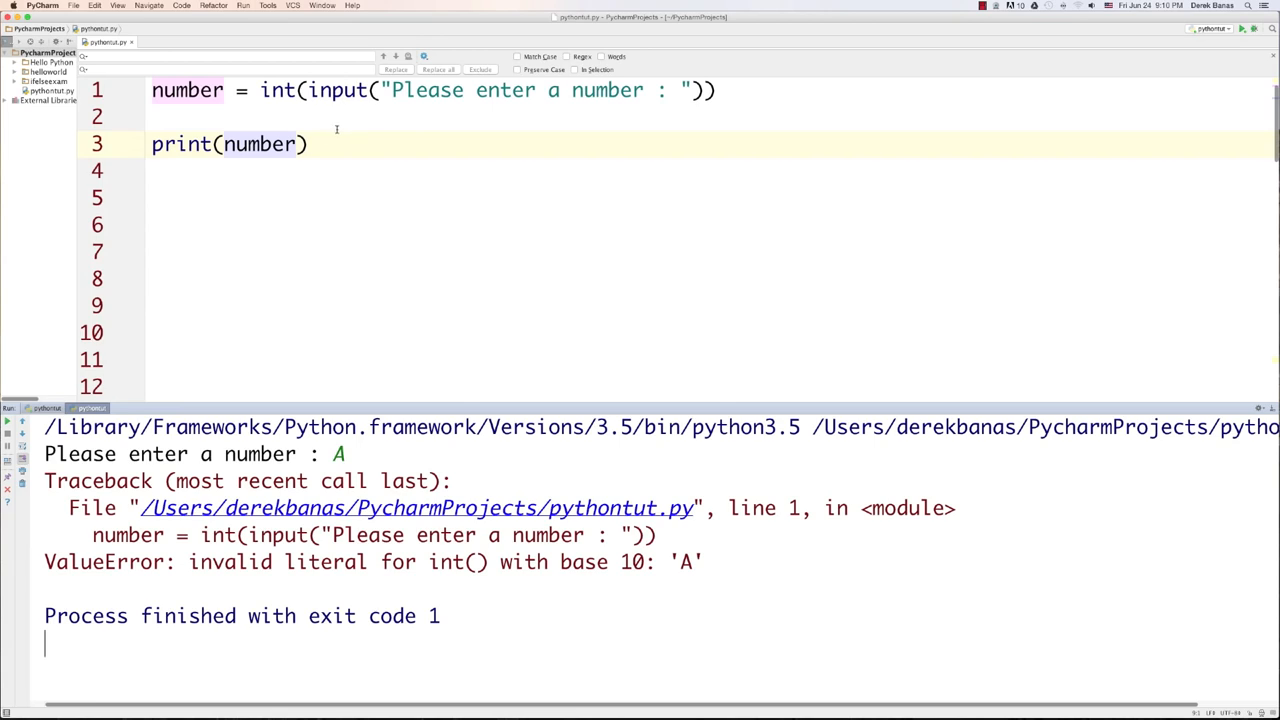 PyCharm File Edit View Navigate Code Refactor Run Tools VCS Window Help Fri Jun 24 9:10 PM Derek Banas
pythontut.py - PycharmProjects - [~/PycharmProjects]
PycharmProjects pythontut.py pythontut
pythontut.py ×
Match Case Regex Words
Replace Replace all Exclude Preserve Case In Selection
PycharmProject
Hello Python
helloworld
ifelseexam
pythontut.py
External Librarie
1 number = int(input("Please enter a number : "))
2
3 print(number)
4
5
6
7
8
9
10
11
12
Run: pythontut pythontut
/Library/Frameworks/Python.framework/Versions/3.5/bin/python3.5 /Users/derekbanas/PycharmProjects/pytho
Please enter a number : A
Traceback (most recent call last):
File "/Users/derekbanas/PycharmProjects/pythontut.py", line 1, in <module>
number = int(input("Please enter a number : "))
ValueError: invalid literal for int() with base 10: 'A'
Process finished with exit code 1
9:1 LF÷ UTF-8÷